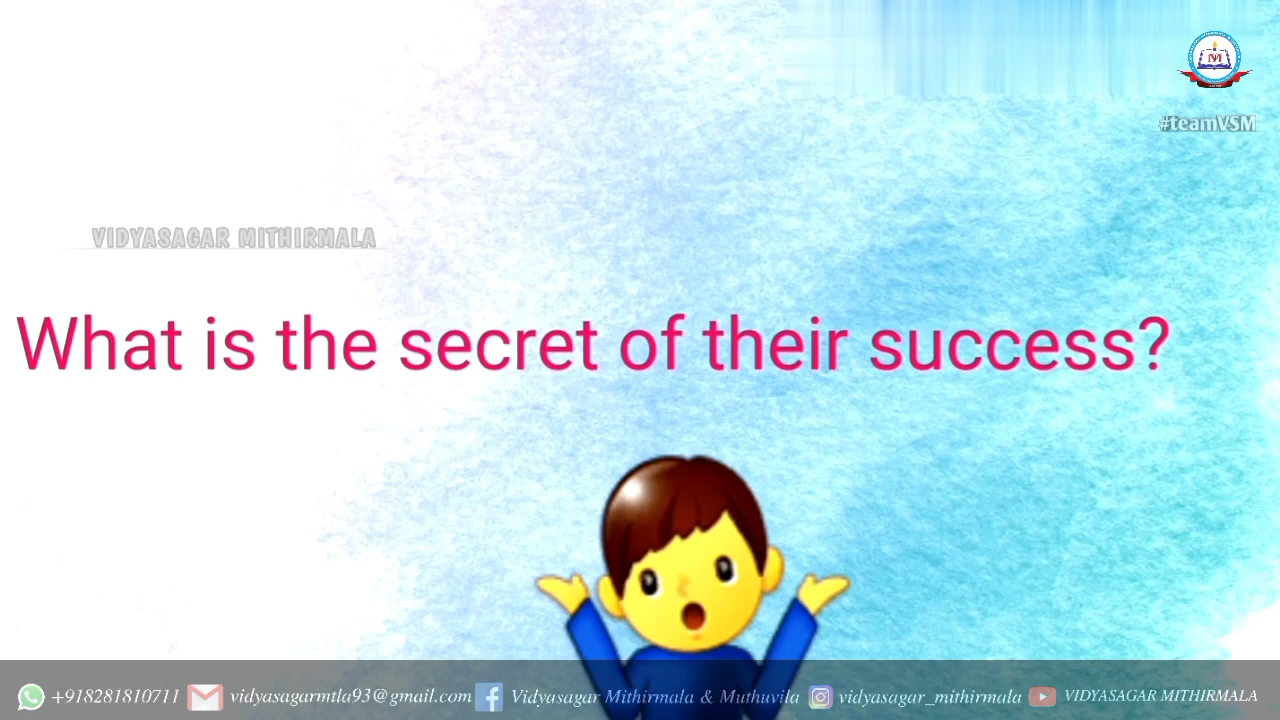 #teamVSM
VIDYASAGAR MITHIRMALA
What is the secret of their success?
+918281810711 vidyasagarmtla93@gmail.com Vidyasagar Mithirmala & Muthuvila vidyasagar_mithirmala VIDYASAGAR MITHIRMALA